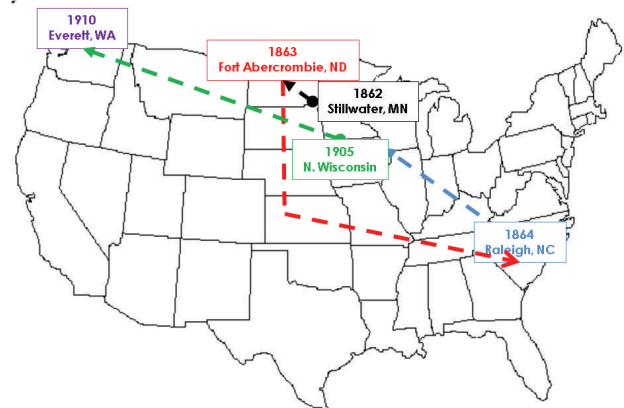 1910
Everett, WA
1863
Fort Abercrombie, ND
1862
Stillwater, MN
1905
N. Wisconsin
1864
Raleigh, NC